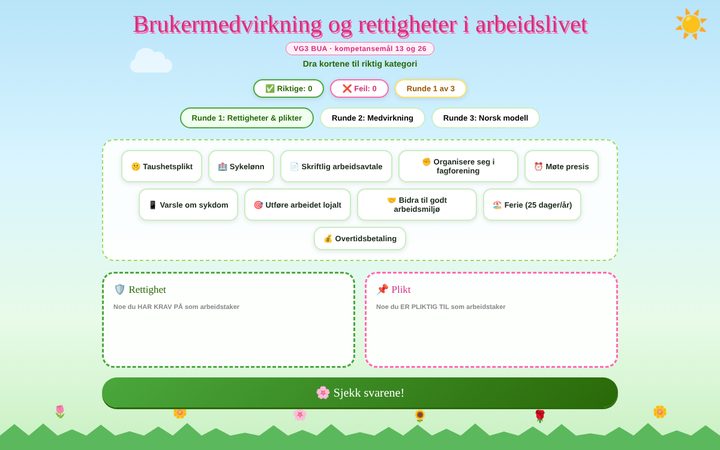 Brukermedvirkning og rettigheter i arbeidslivet
VG3 BUA · kompetansemål 13 og 26
Dra kortene til riktig kategori
✅ Riktige: 0
❌ Feil: 0
Runde 1 av 3
Runde 1: Rettigheter & plikter
Runde 2: Medvirkning
Runde 3: Norsk modell
🤫 Taushetsplikt
🏥 Sykelønn
📄 Skriftlig arbeidsavtale
✊ Organisere seg i
fagforening
⏰ Møte presis
📱 Varsle om sykdom
🎯 Utføre arbeidet lojalt
🤝 Bidra til godt
arbeidsmiljø
🏖️ Ferie (25 dager/år)
💰 Overtidsbetaling
🛡️ Rettighet
Noe du HAR KRAV PÅ som arbeidstaker
📌 Plikt
Noe du ER PLIKTIG TIL som arbeidstaker
🌸 Sjekk svarene!